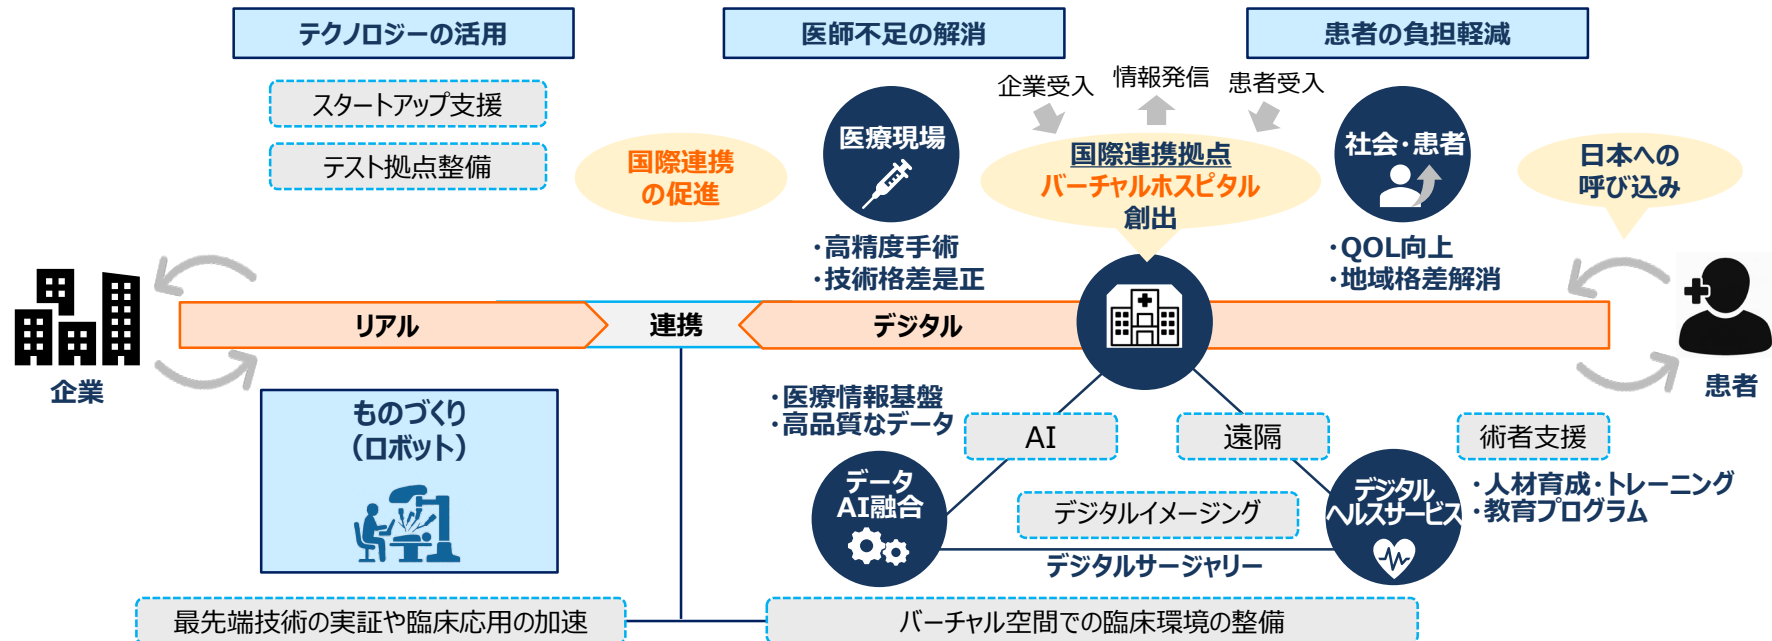 テクノロジーの活用
医師不足の解消
患者の負担軽減
スタートアップ支援
テスト拠点整備
国際連携
の促進
医療現場
・高精度手術
・技術格差是正
企業受入
情報発信
患者受入
国際連携拠点
バーチャルホスピタル
創出
社会・患者
・QOL向上
・地域格差解消
日本への
呼び込み
企業
リアル
連携
デジタル
患者
ものづくり
（ロボット）
・医療情報基盤
・高品質なデータ
AI
遠隔
術者支援
データ
AI融合
デジタルイメージング
デジタルサージャリー
デジタル
ヘルスサービス
・人材育成・トレーニング
・教育プログラム
最先端技術の実証や臨床応用の加速
バーチャル空間での臨床環境の整備